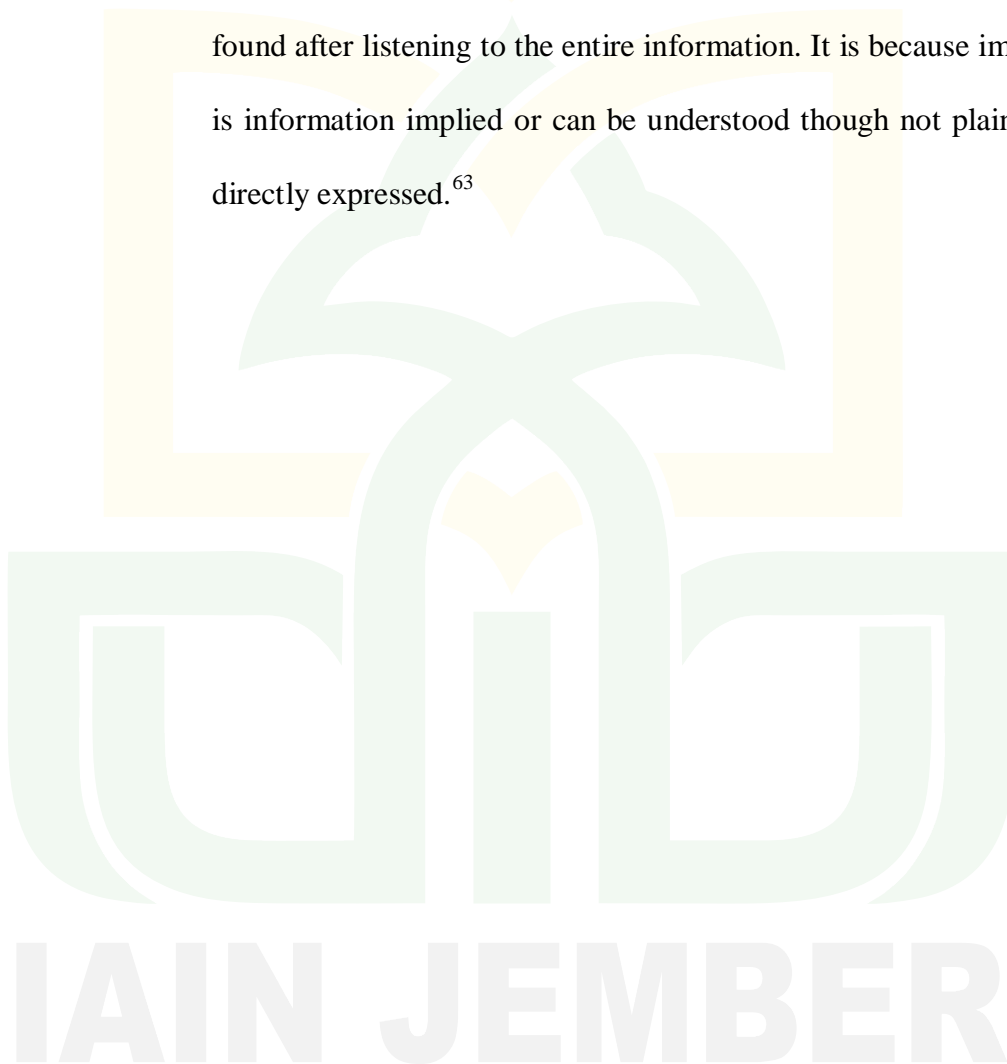 found after listening to the entire information. It is because im
is information implied or can be understood though not plain
directly expressed.63
IAIN JEMBER